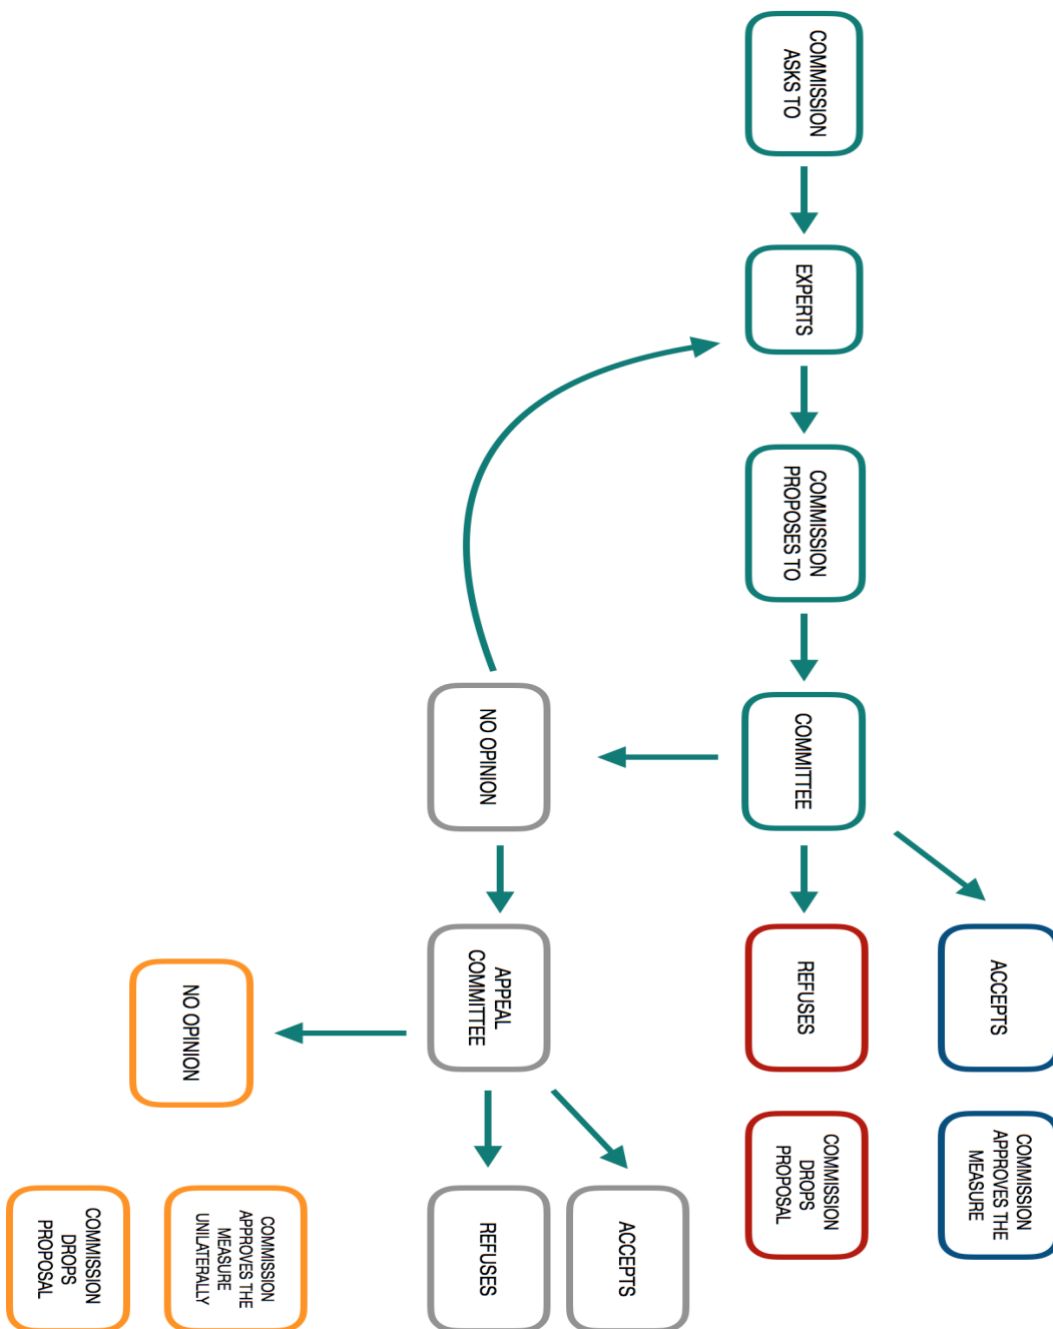 COMMISSION
ASKS TO
EXPERTS
COMMISSION
PROPOSES TO
COMMITTEE
ACCEPTS
COMMISSION
APPROVES THE
MEASURE
REFUSES
COMMISSION
DROPS
PROPOSAL
NO OPINION
APPEAL
COMMITTEE
ACCEPTS
REFUSES
NO OPINION
COMMISSION
APPROVES THE
MEASURE
UNILATERALLY
COMMISSION
DROPS
PROPOSAL